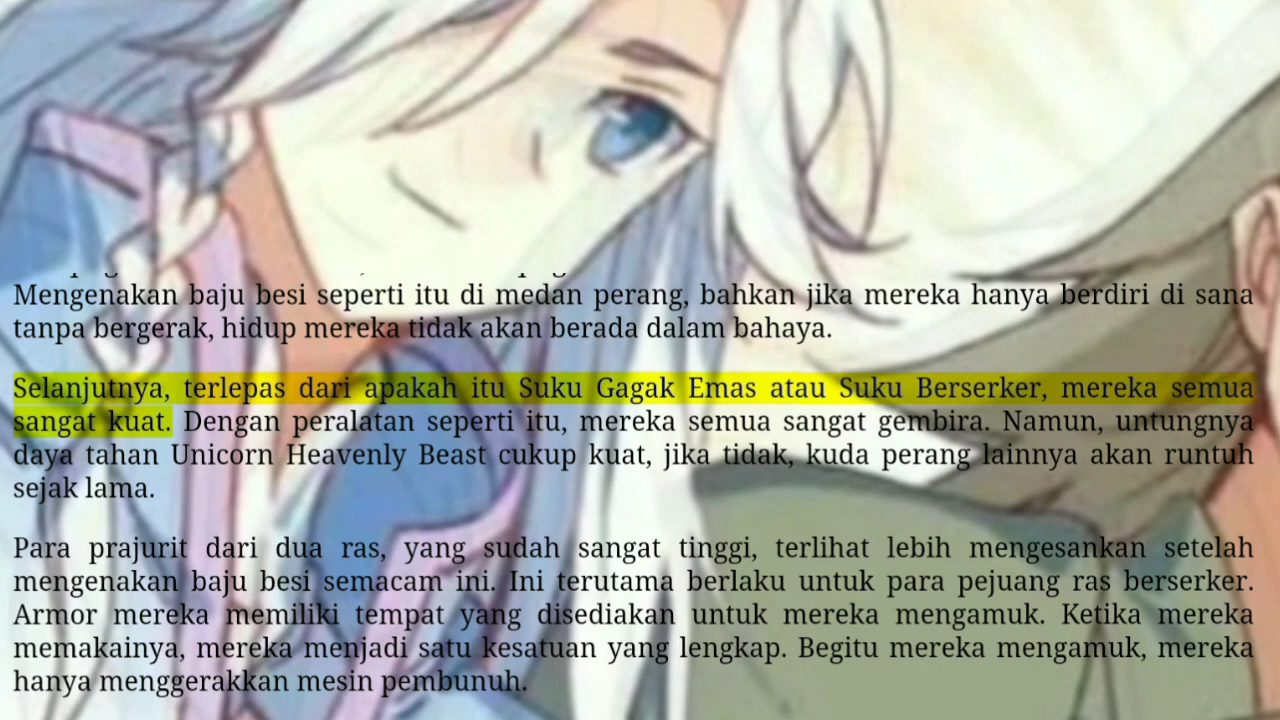 Mengenakan baju besi seperti itu di medan perang, bahkan jika mereka hanya berdiri di sana
tanpa bergerak, hidup mereka tidak akan berada dalam bahaya.
Selanjutnya, terlepas dari apakah itu Suku Gagak Emas atau Suku Berserker, mereka semua
sangat kuat. Dengan peralatan seperti itu, mereka semua sangat gembira. Namun, untungnya
daya tahan Unicorn Heavenly Beast cukup kuat, jika tidak, kuda perang lainnya akan runtuh
sejak lama.
Para prajurit dari dua ras, yang sudah sangat tinggi, terlihat lebih mengesankan setelah
mengenakan baju besi semacam ini. Ini terutama berlaku untuk para pejuang ras berserker.
Armor mereka memiliki tempat yang disediakan untuk mereka mengamuk. Ketika mereka
memakainya, mereka menjadi satu kesatuan yang lengkap. Begitu mereka mengamuk, mereka
hanya menggerakkan mesin pembunuh.